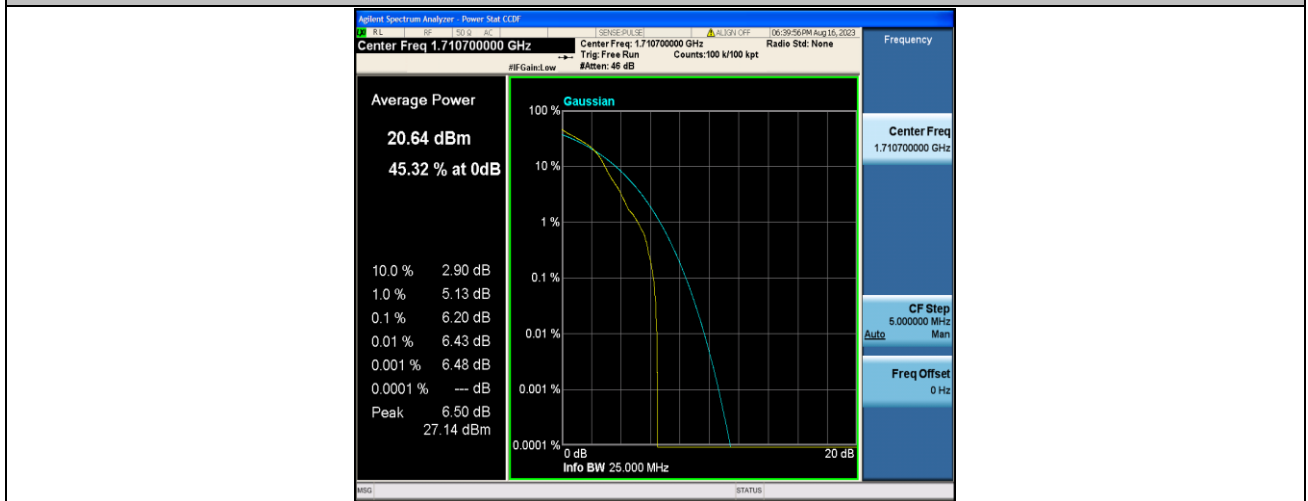 Agilent Spectrum Analyzer - Power Stat CCDF
RL RF 50 Ω AC SENSE:PULSE ALIGN OFF 06:39:56 PM Aug 16, 2023
Center Freq 1.710700000 GHz
Center Freq: 1.710700000 GHz Radio Std: None
Trig: Free Run Counts:100 k/100 kpt
#IFGain:Low #Atten: 46 dB
Average Power
20.64 dBm
45.32 % at 0dB
10.0 % 2.90 dB
1.0 % 5.13 dB
0.1 % 6.20 dB
0.01 % 6.43 dB
0.001 % 6.48 dB
0.0001 % --- dB
Peak 6.50 dB
27.14 dBm
Gaussian
100 %
10 %
1 %
0.1 %
0.01 %
0.001 %
0.0001 %
0 dB 20 dB
Info BW 25.000 MHz
Frequency
Center Freq
1.710700000 GHz
CF Step
5.000000 MHz
Auto Man
Freq Offset
0 Hz
MSG STATUS